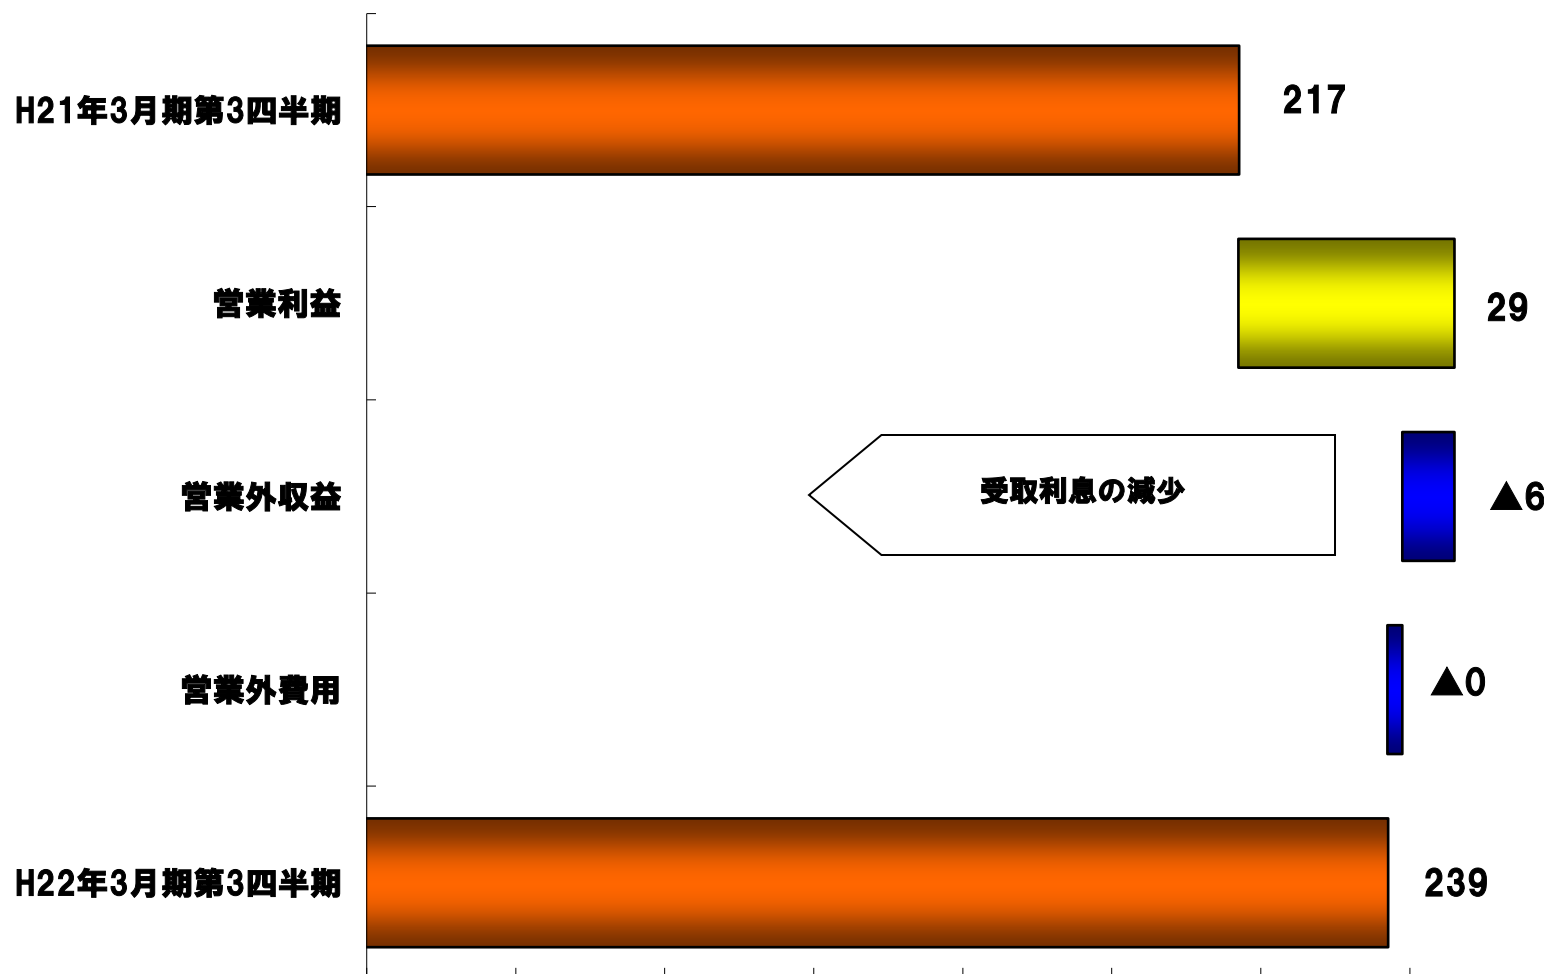 H21年3月期第3四半期
217
営業利益
29
営業外収益
受取利息の減少
▲6
営業外費用
▲0
H22年3月期第3四半期
239